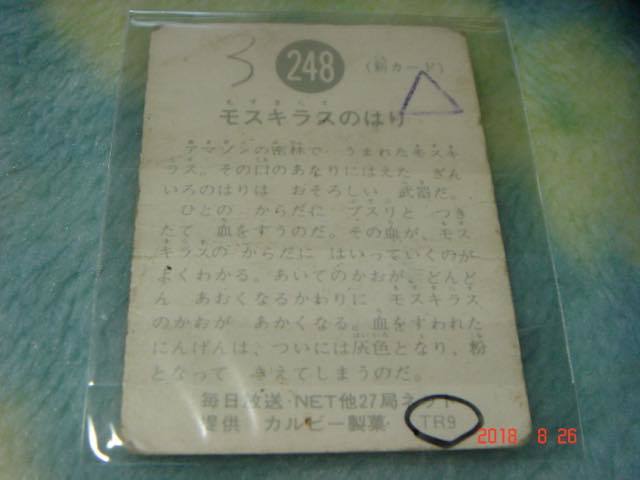 3 248 (新カード)
モスキラスのはり
アマゾンの密林で うまれたモスキ
ラス。その口のあなりにはえた ぎん
いろのはりは おそろしい 武器だ。
ひとの からだに ブスリと つき
たて 血をすうのだ。その血が、モス
キラスの からだに はいっていくのが
よくわかる。あいてのかおが どんど
ん あおくなるかわりに モスキラス
のかおが あかくなる。血をすわれた
にんげんは、ついには灰色となり、粉
となって きえてしまうのだ。
毎日放送・NET他27局ネット
提供 カルビー製菓・ TR9
2018 8 26